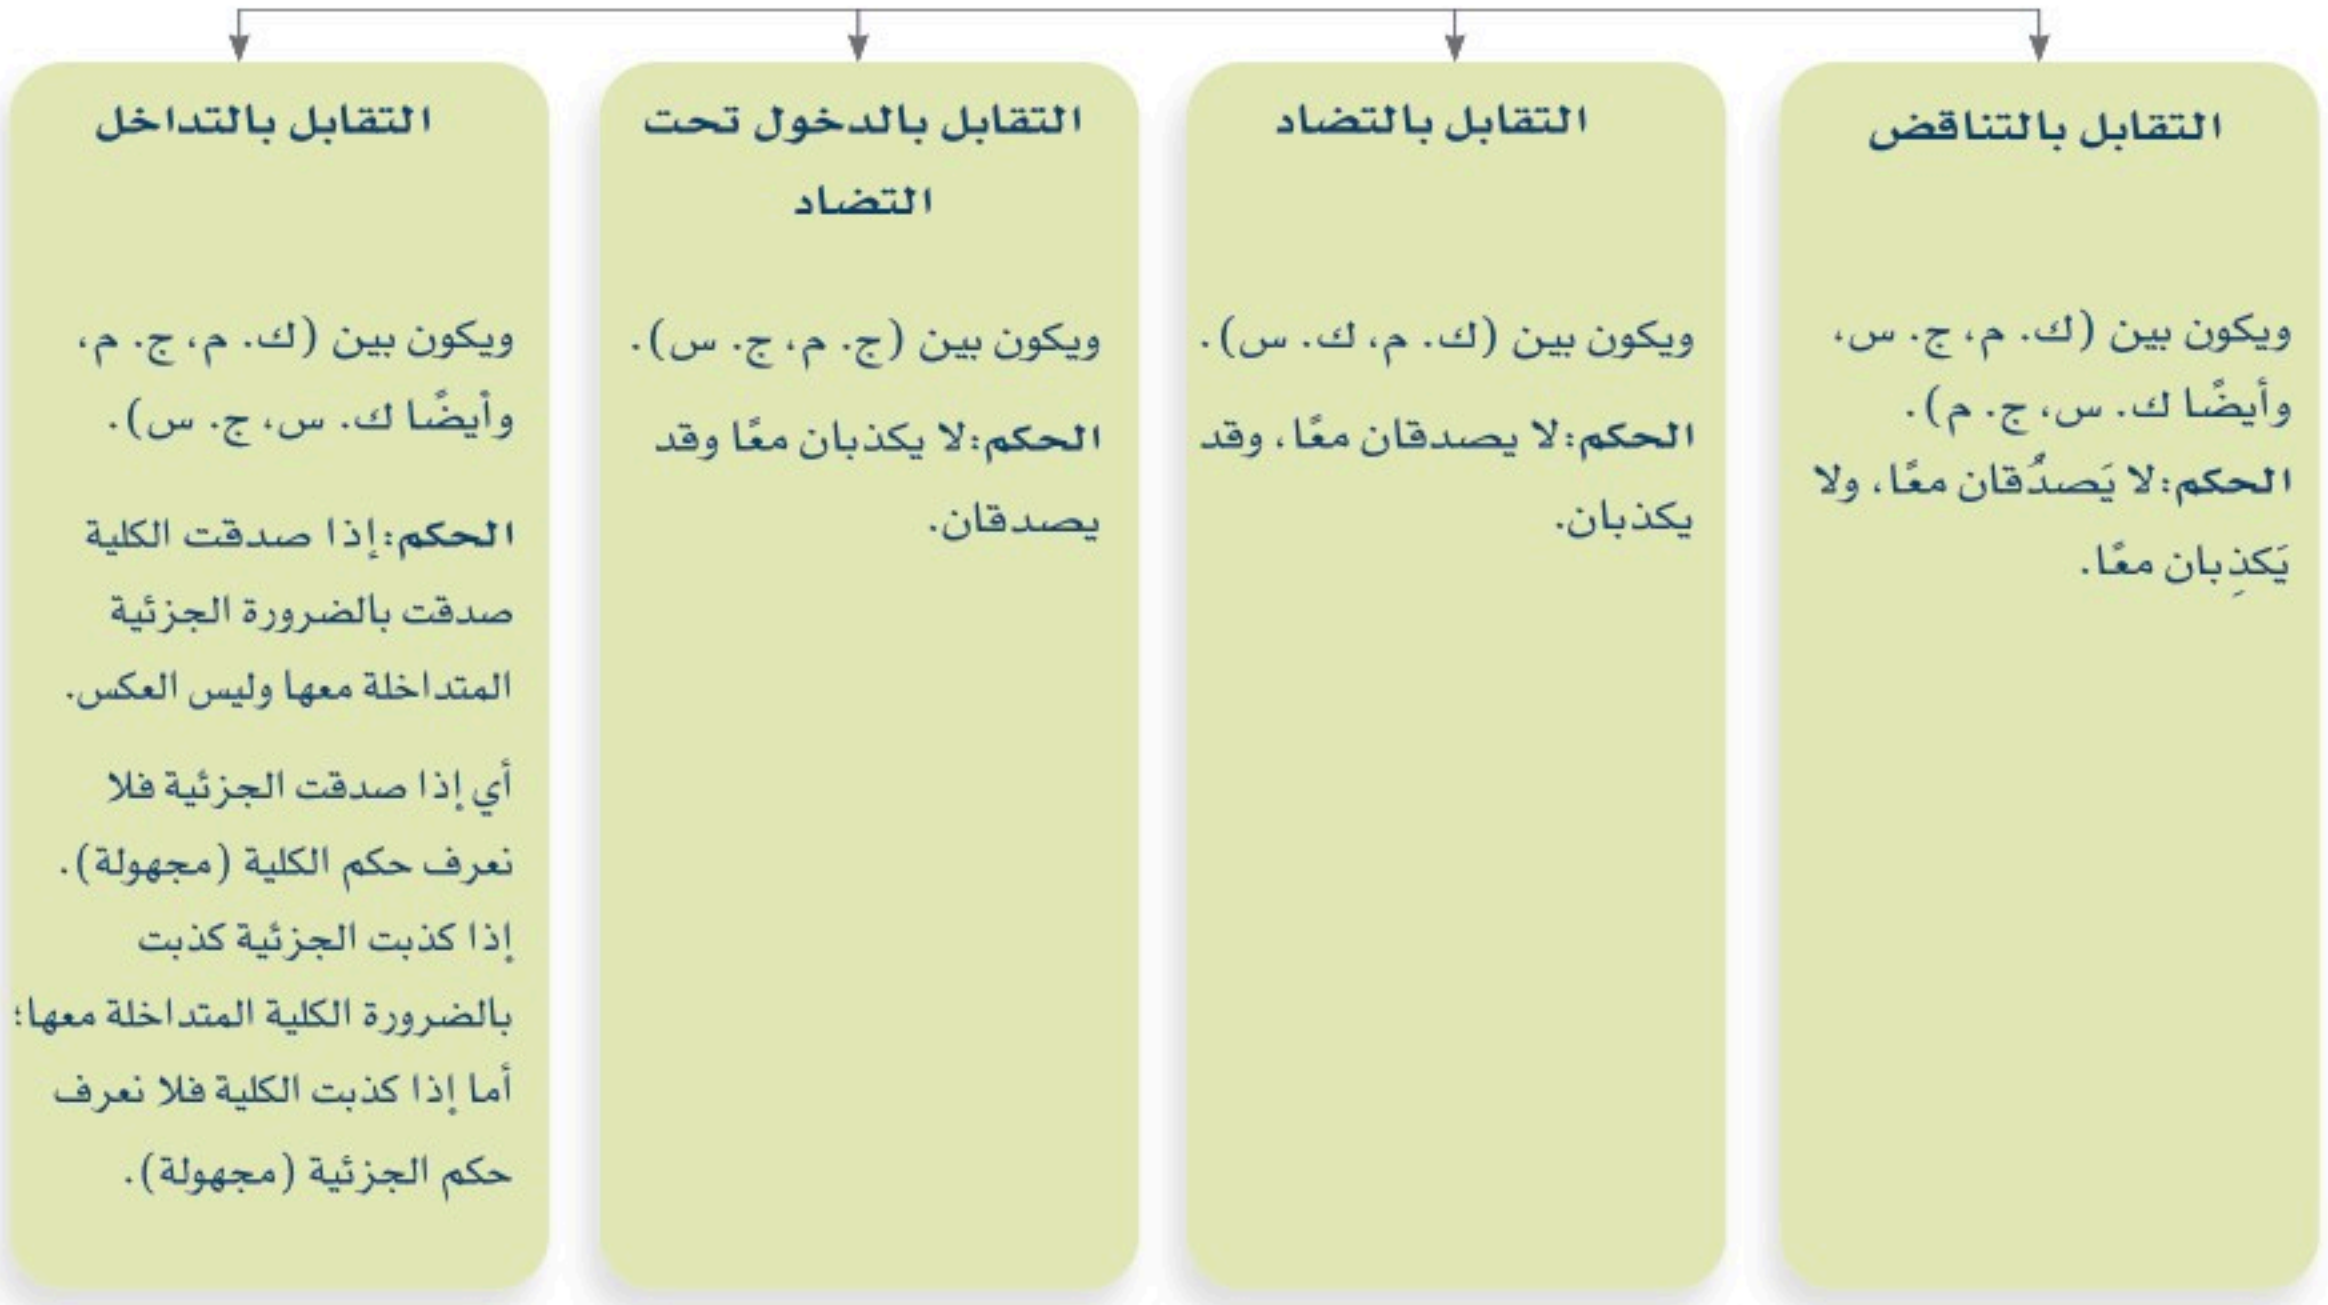 التقابل بالتناقض
ويكون بين (ك. م، ج. س،
وأيضًا ك. س، ج. م).
الحكم: لا يَصدُقان معًا، ولا
يَكذِبان معًا.
التقابل بالتضاد
ويكون بين (ك. م، ك. س).
الحكم: لا يصدقان معًا، وقد
يكذبان.
التقابل بالدخول تحت
التضاد
ويكون بين (ج. م، ج. س).
الحكم: لا يكذبان معًا وقد
يصدقان.
التقابل بالتداخل
ويكون بين (ك. م، ج. م،
وأيضًا ك. س، ج. س).
الحكم: إذا صدقت الكلية
صدقت بالضرورة الجزئية
المتداخلة معها وليس العكس.
أي إذا صدقت الجزئية فلا
نعرف حكم الكلية (مجهولة).
إذا كذبت الجزئية كذبت
بالضرورة الكلية المتداخلة معها؛
أما إذا كذبت الكلية فلا نعرف
حكم الجزئية (مجهولة).